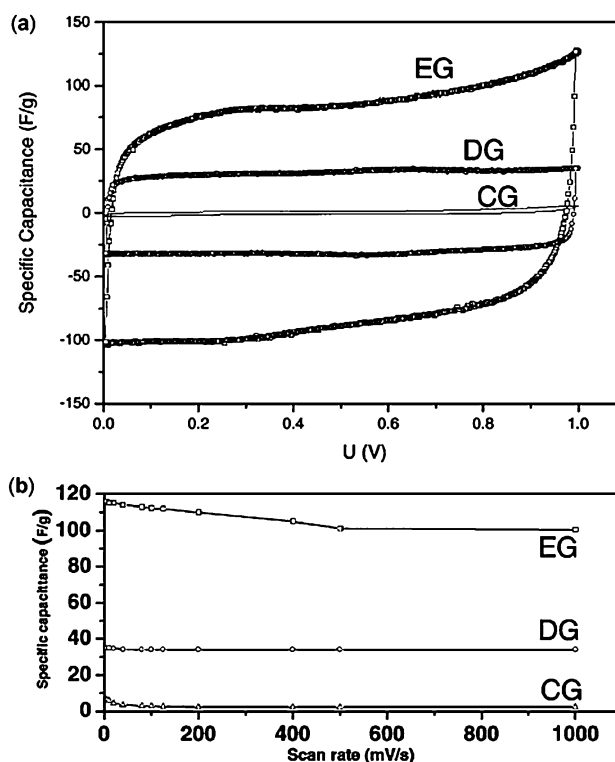 (a)
150
100
50
0
-50
-100
-150
Specific Capacitance (F/g)
EG
DG
CG
0.0 0.2 0.4 0.6 0.8 1.0
U (V)
(b)
120
100
80
60
40
20
0
Specific capacittance (F/g)
EG
DG
CG
0 200 400 600 800 1000
Scan rate (mV/s)